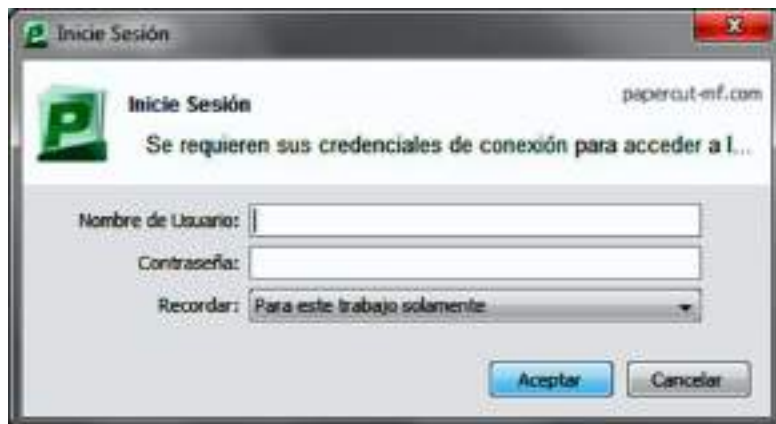 Inicie Sesión
Inicie Sesión
papercut-mf.com
Se requieren sus credenciales de conexión para acceder a l...
Nombre de Usuario:
Contraseña:
Recordar: Para este trabajo solamente
Aceptar Cancelar